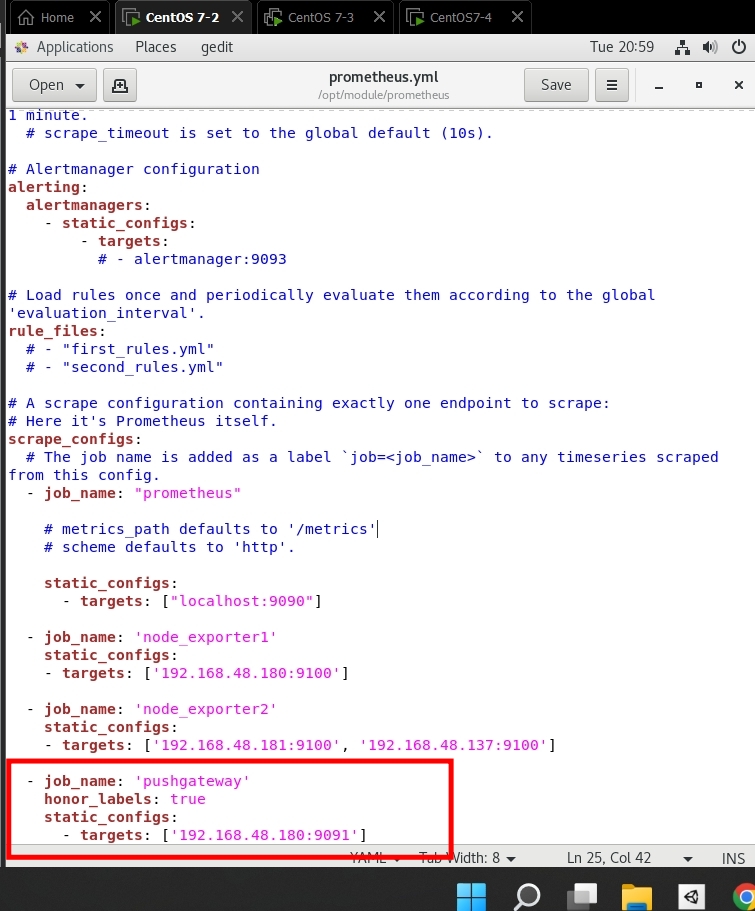 Home
CentOS 7-2
CentOS 7-3
CentOS7-4
Applications Places gedit Tue 20:59
Open prometheus.yml Save
/opt/module/prometheus
1 minute.
  # scrape_timeout is set to the global default (10s).

# Alertmanager configuration
alerting:
  alertmanagers:
    - static_configs:
        - targets:
          # - alertmanager:9093

# Load rules once and periodically evaluate them according to the global
'evaluation_interval'.
rule_files:
  # - "first_rules.yml"
  # - "second_rules.yml"

# A scrape configuration containing exactly one endpoint to scrape:
# Here it's Prometheus itself.
scrape_configs:
  # The job name is added as a label `job=<job_name>` to any timeseries scraped
from this config.
  - job_name: "prometheus"

    # metrics_path defaults to '/metrics'
    # scheme defaults to 'http'.

    static_configs:
      - targets: ["localhost:9090"]

  - job_name: 'node_exporter1'
    static_configs:
    - targets: ['192.168.48.180:9100']

  - job_name: 'node_exporter2'
    static_configs:
    - targets: ['192.168.48.181:9100', '192.168.48.137:9100']

  - job_name: 'pushgateway'
    honor_labels: true
    static_configs:
      - targets: ['192.168.48.180:9091']
YAML Tab Width: 8 Ln 25, Col 42 INS